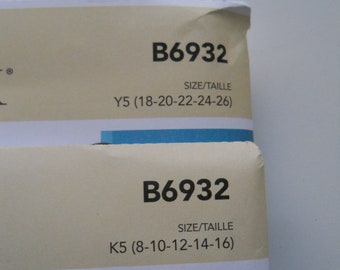 B6932
®
SIZE/TAILLE
Y5 (18-20-22-24-26)
B6932
SIZE/TAILLE
K5 (8-10-12-14-16)